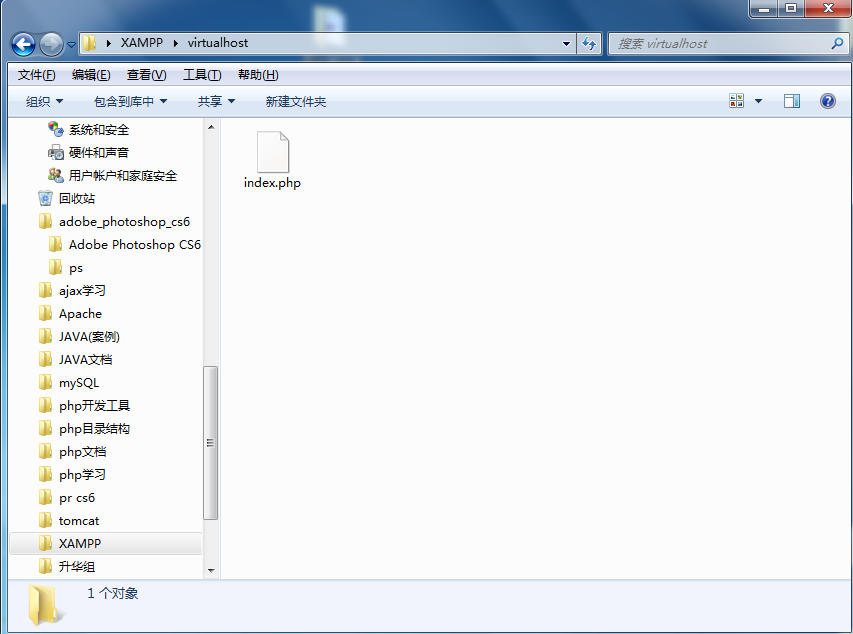 XAMPP virtualhost
搜索 virtualhost
文件(F) 编辑(E) 查看(V) 工具(T) 帮助(H)
组织 包含到库中 共享 新建文件夹
系统和安全
硬件和声音
用户帐户和家庭安全
回收站
adobe_photoshop_cs6
Adobe Photoshop CS6
ps
ajax学习
Apache
JAVA(案例)
JAVA文档
mySQL
php开发工具
php目录结构
php文档
php学习
pr cs6
tomcat
XAMPP
升华组
index.php
1 个对象